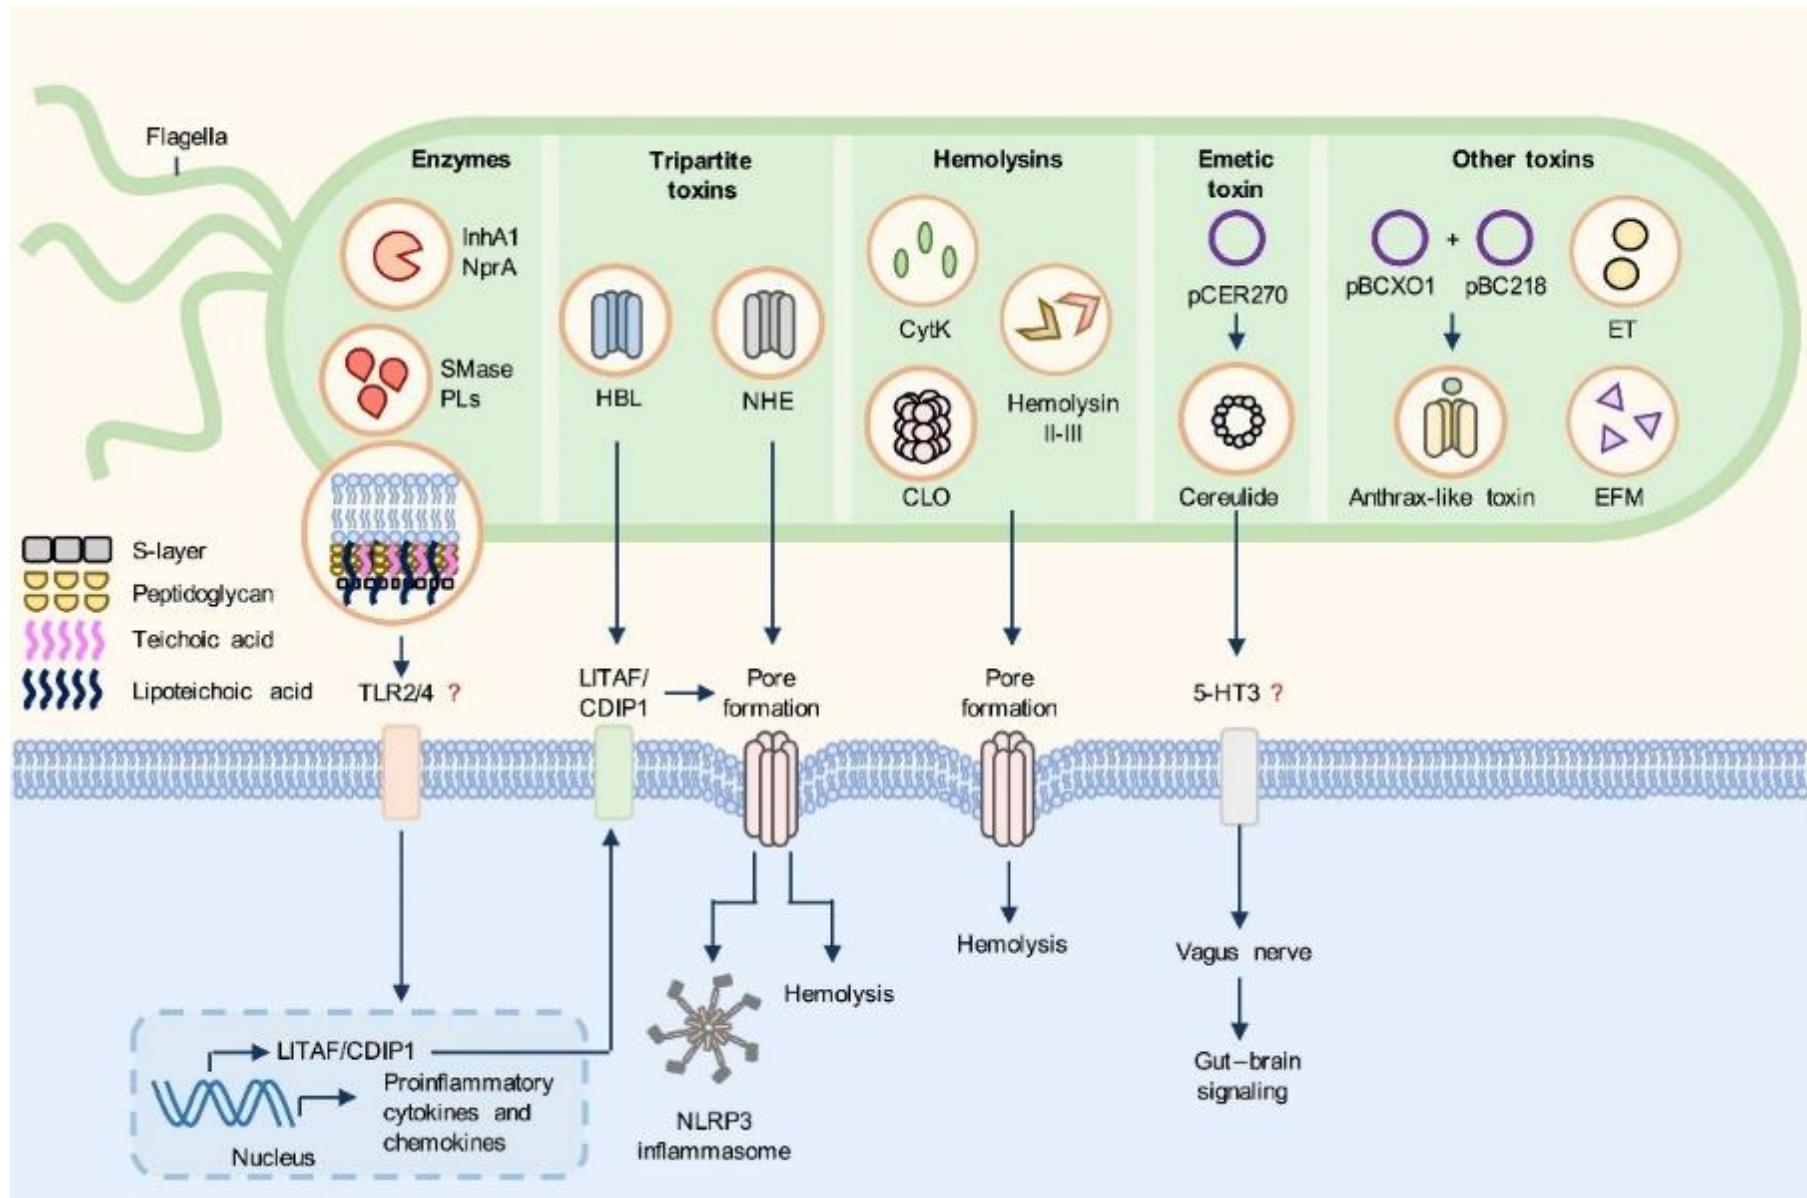 Flagella
Enzymes
InhA1
NprA
SMase
PLs
Tripartite
toxins
HBL
NHE
Hemolysins
CytK
Hemolysin
II-III
CLO
Emetic
toxin
pCER270
Cereulide
Other toxins
pBCXO1 + pBC218
ET
Anthrax-like toxin
EFM
S-layer
Peptidoglycan
Teichoic acid
Lipoteichoic acid
TLR2/4 ?
LITAF/
CDIP1
Pore
formation
Pore
formation
5-HT3 ?
Hemolysis
Hemolysis
Vagus nerve
Gut–brain
signaling
LITAF/CDIP1
Proinflammatory
cytokines and
chemokines
Nucleus
NLRP3
inflammasome